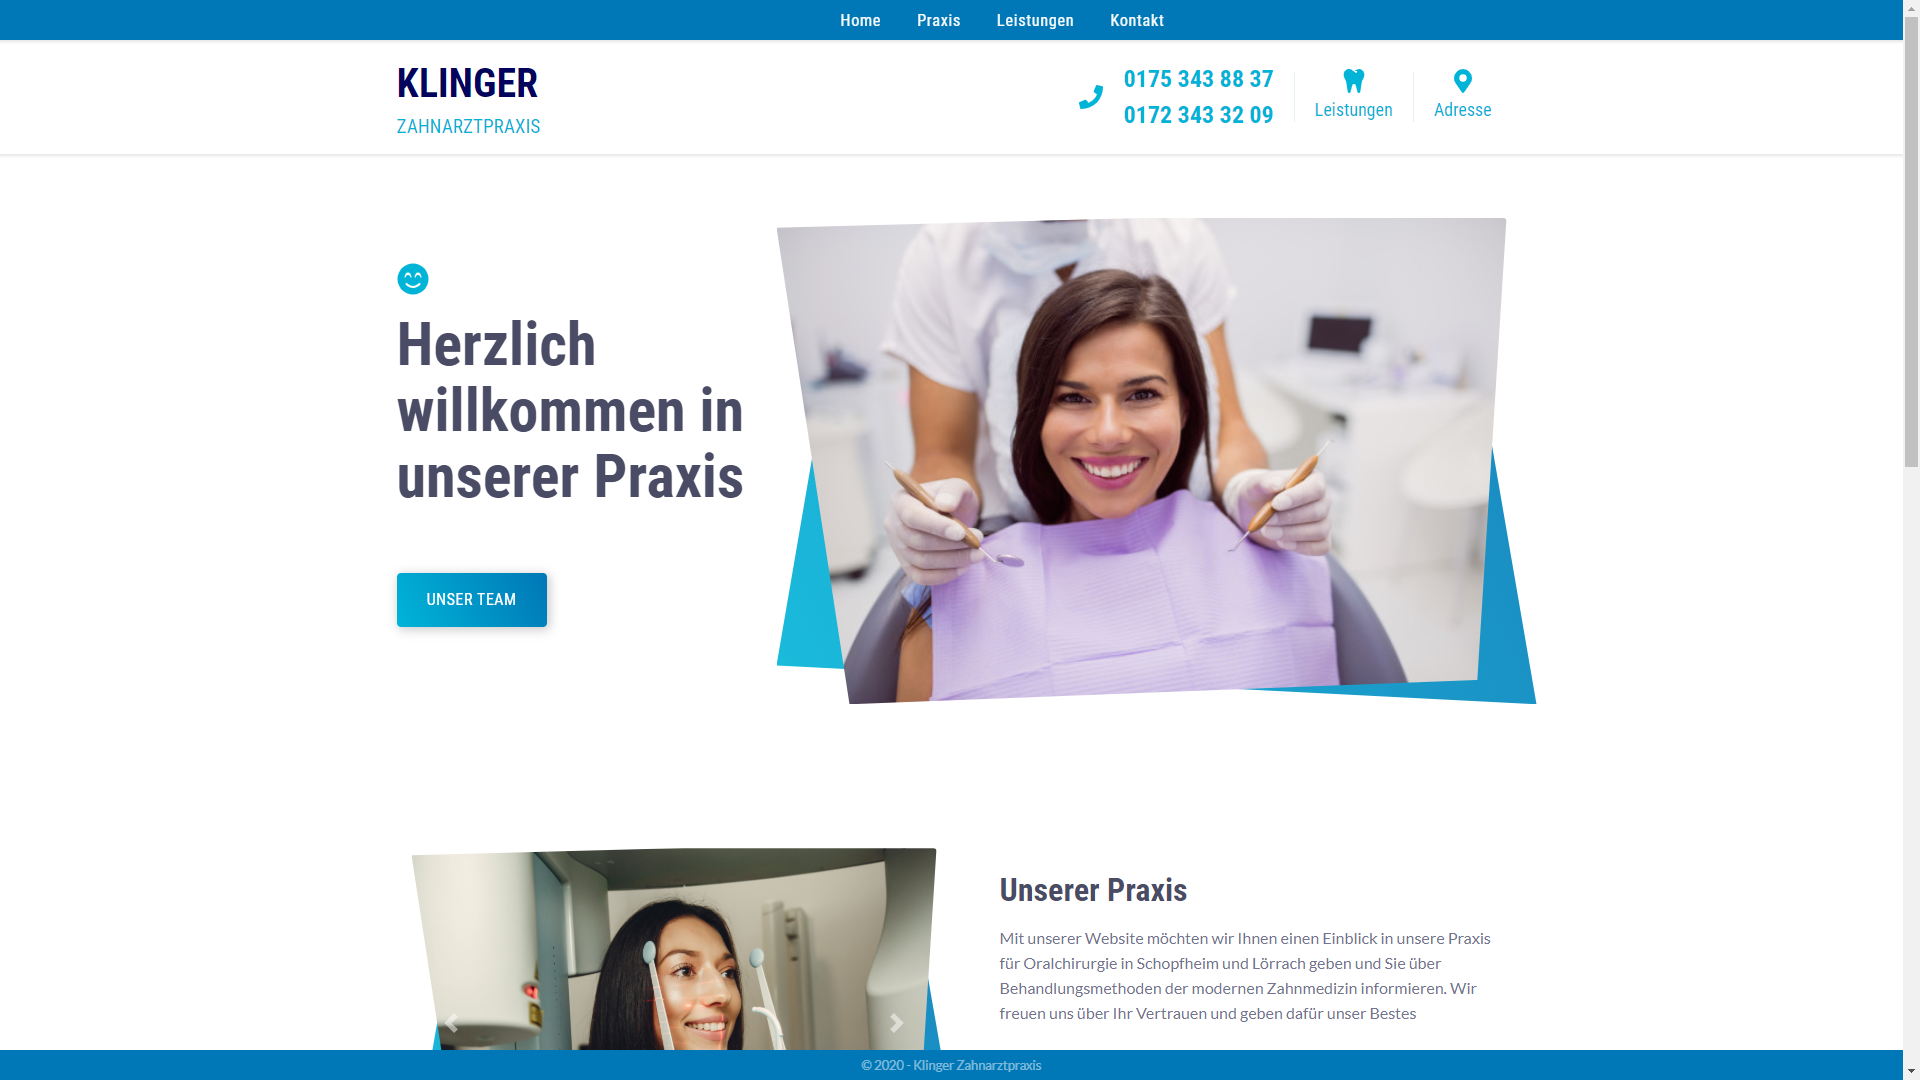 Home Praxis Leistungen Kontakt
KLINGER
ZAHNARZTPRAXIS
0175 343 88 37
0172 343 32 09
Leistungen
Adresse
Herzlich
willkommen in
unserer Praxis
UNSER TEAM
Unserer Praxis
Mit unserer Website möchten wir Ihnen einen Einblick in unsere Praxis
für Oralchirurgie in Schopfheim und Lörrach geben und Sie über
Behandlungsmethoden der modernen Zahnmedizin informieren. Wir
freuen uns über Ihr Vertrauen und geben dafür unser Bestes
© 2020 - Klinger Zahnarztpraxis